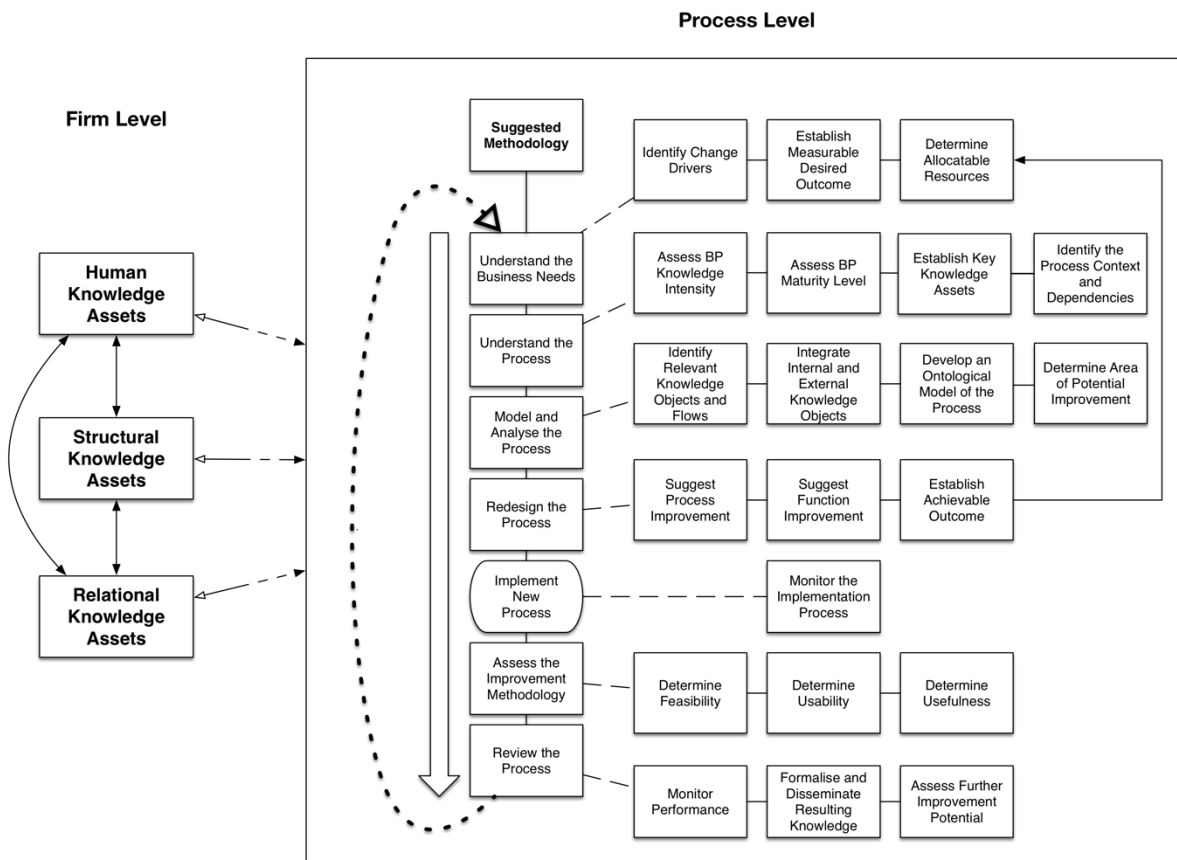 Process Level
Firm Level
Human
Knowledge
Assets
Structural
Knowledge
Assets
Relational
Knowledge
Assets
Suggested
Methodology
Understand the
Business Needs
Understand the
Process
Model and
Analyse the
Process
Redesign the
Process
Implement
New
Process
Assess the
Improvement
Methodology
Review the
Process
Identify Change
Drivers
Establish
Measurable
Desired
Outcome
Determine
Allocatable
Resources
Assess BP
Knowledge
Intensity
Assess BP
Maturity Level
Establish Key
Knowledge
Assets
Identify the
Process Context
and
Dependencies
Identify
Relevant
Knowledge
Objects and
Flows
Integrate
Internal and
External
Knowledge
Objects
Develop an
Ontological
Model of the
Process
Determine Area
of Potential
Improvement
Suggest
Process
Improvement
Suggest
Function
Improvement
Establish
Achievable
Outcome
Monitor the
Implementation
Process
Determine
Feasibility
Determine
Usability
Determine
Usefulness
Monitor
Performance
Formalise and
Disseminate
Resulting
Knowledge
Assess Further
Improvement
Potential